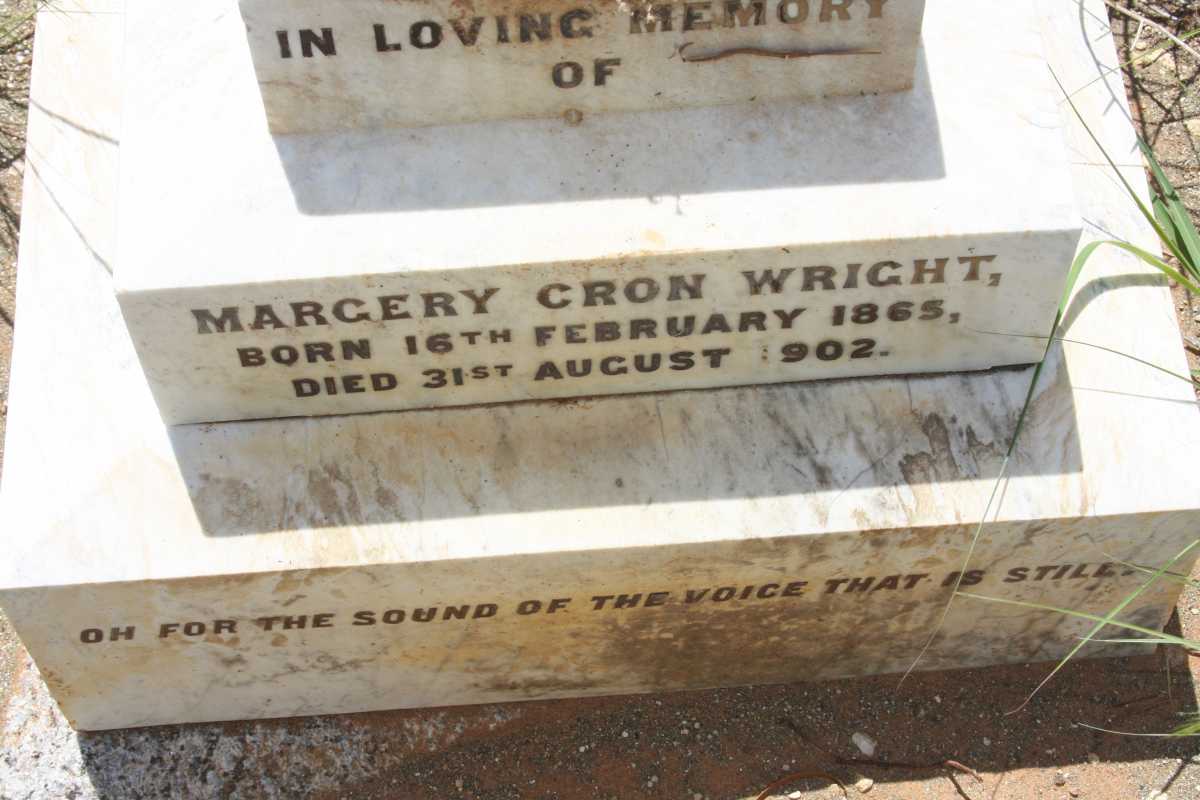 IN LOVING MEMORY
OF
MARGERY CRON WRIGHT,
BORN 16TH FEBRUARY 1865,
DIED 31ST AUGUST 902.
OH FOR THE SOUND OF THE VOICE THAT IS STILL.